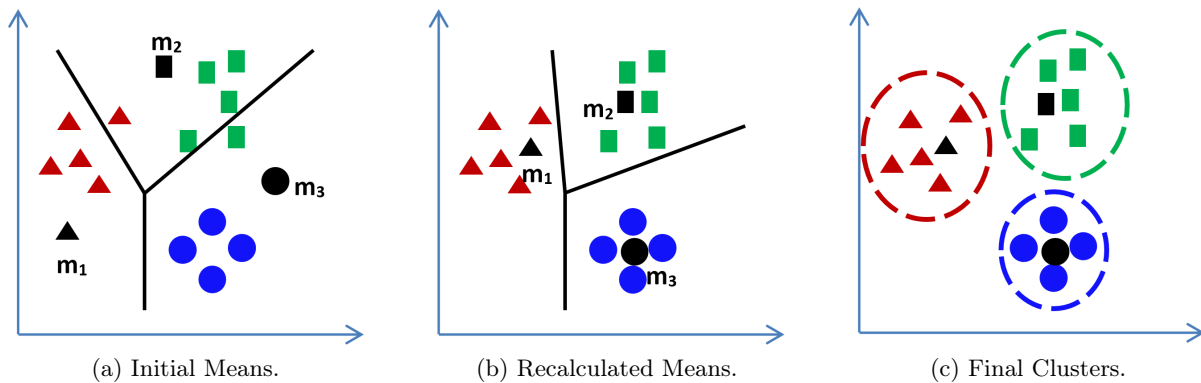 m2
m3
m1
(a) Initial Means.
m2
m1
m3
(b) Recalculated Means.
(c) Final Clusters.